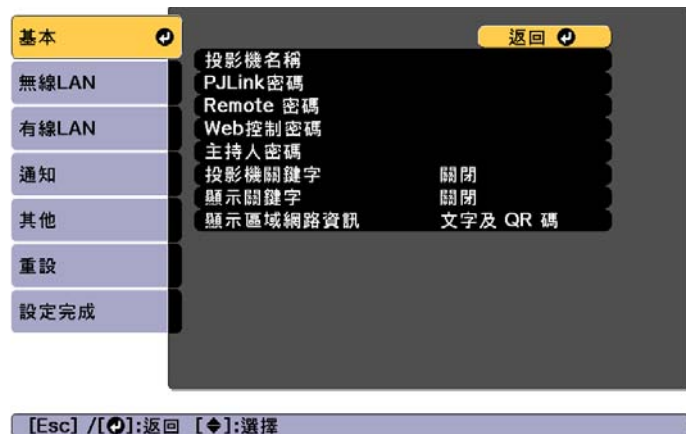 基本
無線LAN
有線LAN
通知
其他
重設
設定完成
返回
投影機名稱
PJLink密碼
Remote 密碼
Web控制密碼
主持人密碼
投影機關鍵字 關閉
顯示關鍵字 關閉
顯示區域網路資訊 文字及 QR 碼
[Esc] /[]:返回 [◆]:選擇